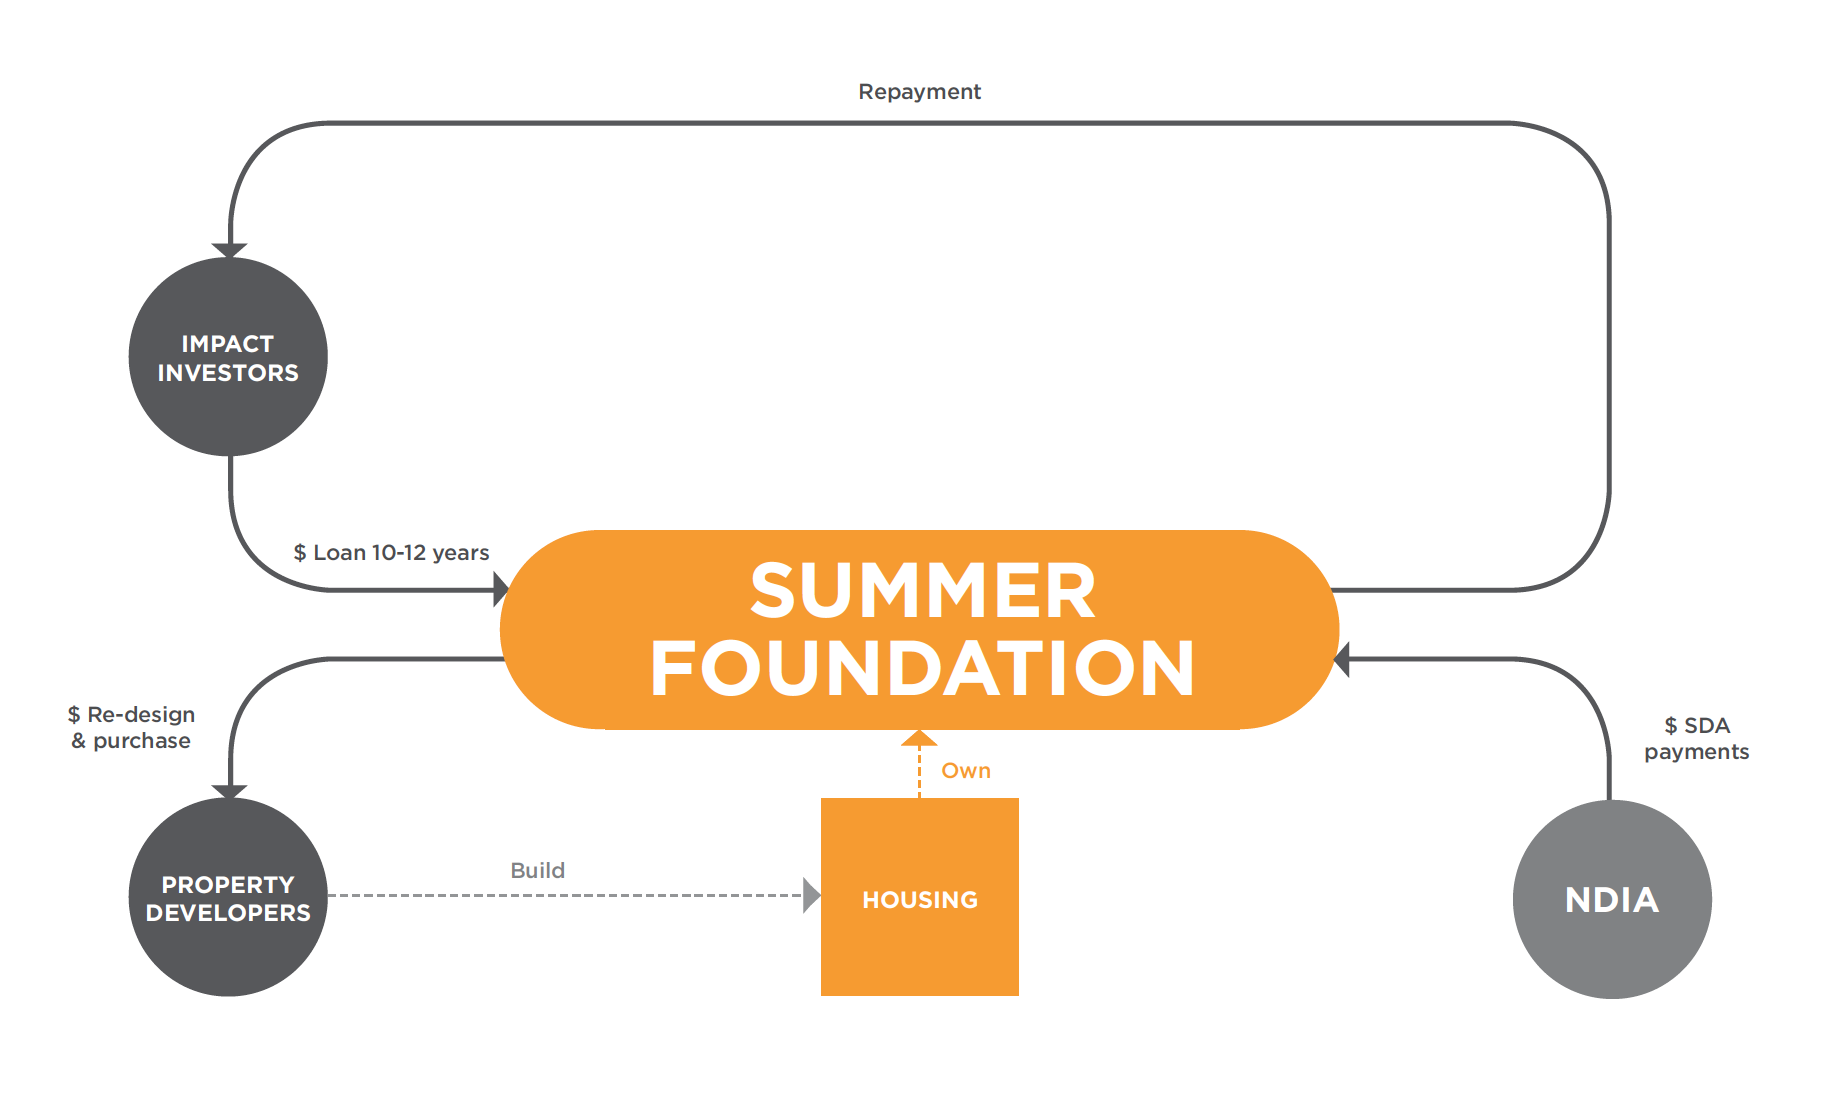 Repayment
IMPACT
INVESTORS
$ Loan 10-12 years
SUMMER
FOUNDATION
$ Re-design
& purchase
$ SDA
payments
Own
Build
PROPERTY
DEVELOPERS
HOUSING
NDIA